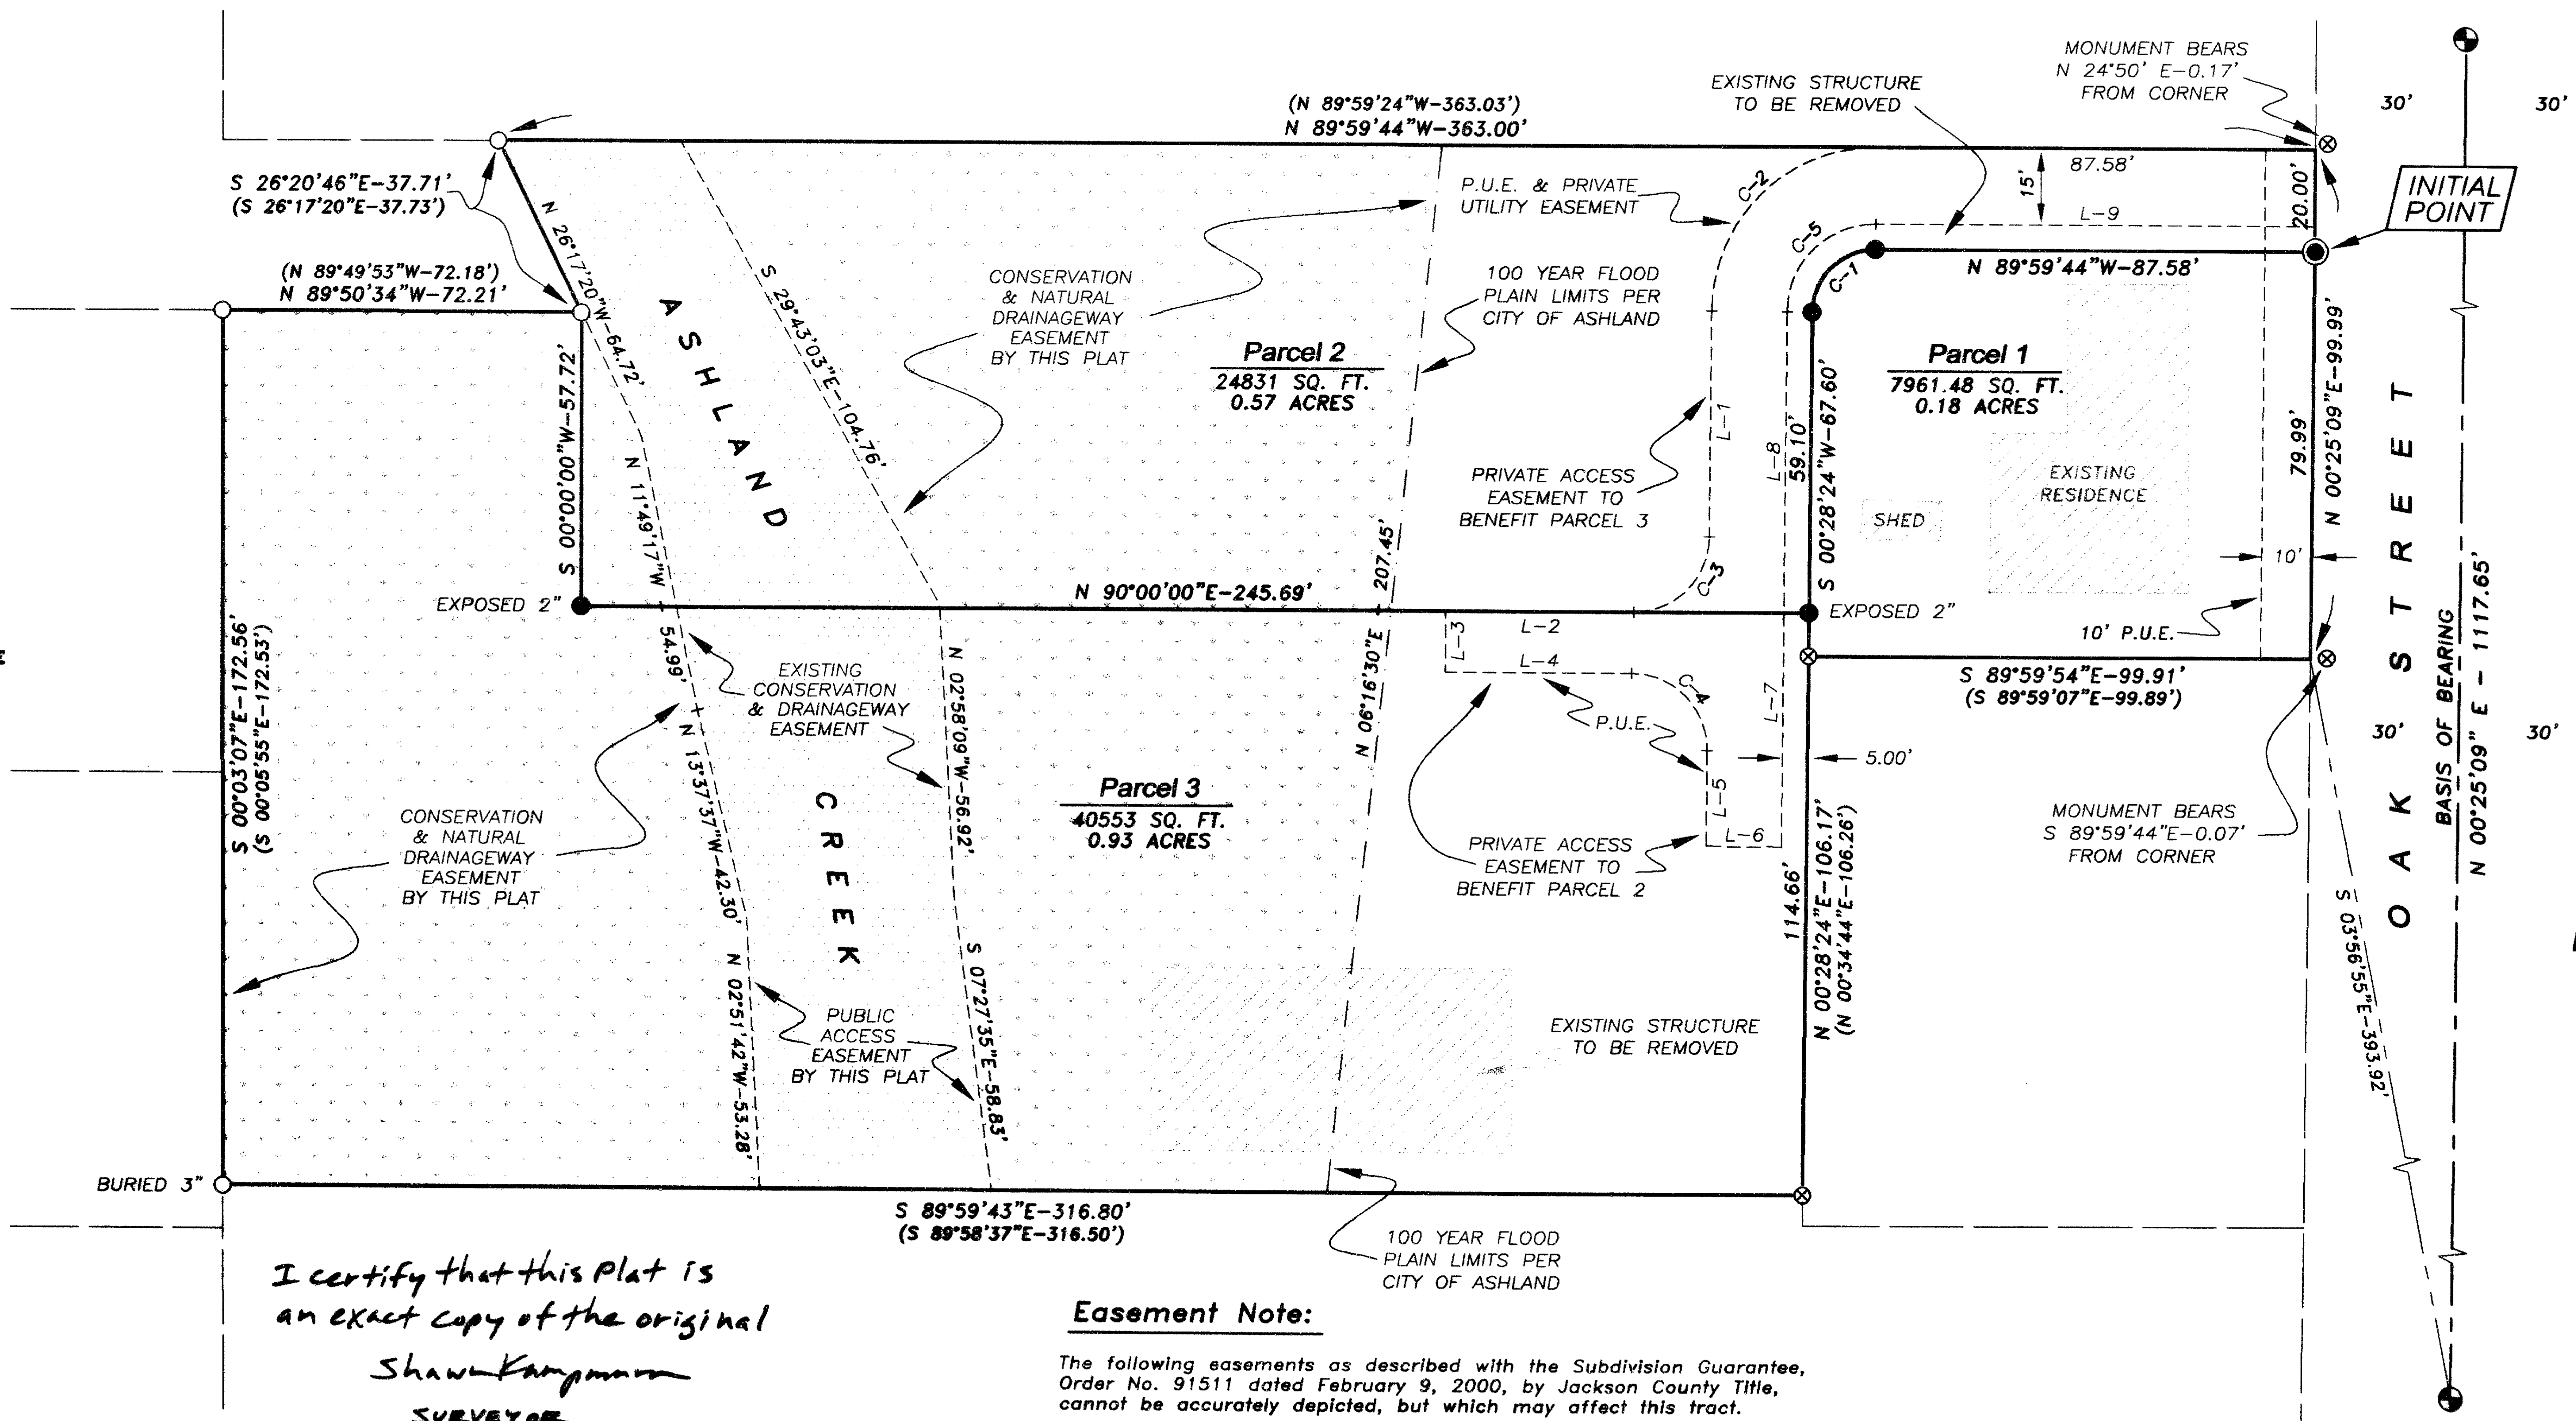 MONUMENT BEARS
N 24°50' E-0.17'
FROM CORNER
30'
30'
EXISTING STRUCTURE
TO BE REMOVED
(N 89°59'24"W-363.03')
N 89°59'44"W-363.00'
S 26°20'46"E-37.71'
(S 26°17'20"E-37.73')
N 26°17'20"W-64.72'
P.U.E. & PRIVATE
UTILITY EASEMENT
C-2
87.58'
15'
20.00'
INITIAL
POINT
L-9
C-5
C-1
N 89°59'44"W-87.58'
(N 89°49'53"W-72.18')
N 89°50'34"W-72.21'
S 29°43'03"E-104.76'
ASHLAND
CONSERVATION
& NATURAL
DRAINAGEWAY
EASEMENT
BY THIS PLAT
100 YEAR FLOOD
PLAIN LIMITS PER
CITY OF ASHLAND
Parcel 2
24831 SQ. FT.
0.57 ACRES
Parcel 1
7961.48 SQ. FT.
0.18 ACRES
S 00°00'00"W-57.72'
N 11°49'17"W
54.99'
L-1
L-8
59.10'
S 00°28'24"W-67.60'
79.99'
N 00°25'09"E-99.99'
PRIVATE ACCESS
EASEMENT TO
BENEFIT PARCEL 3
SHED
EXISTING
RESIDENCE
10'
OAK STREET
BASIS OF BEARING
N 00°25'09" E - 1117.65'
C-3
207.45'
N 06°16'30"E
N 90°00'00"E-245.69'
EXPOSED 2"
EXPOSED 2"
10' P.U.E.
L-3
L-2
L-4
C-4
P.U.E.
L-7
L-5
L-6
5.00'
S 89°59'54"E-99.91'
(S 89°59'07"E-99.89')
30'
30'
S 00°03'07"E-172.56'
(S 00°05'55"E-172.53')
EXISTING
CONSERVATION
& DRAINAGEWAY
EASEMENT
N 02°58'09"W-56.92'
N 13°37'37"W-42.30'
CREEK
Parcel 3
40553 SQ. FT.
0.93 ACRES
CONSERVATION
& NATURAL
DRAINAGEWAY
EASEMENT
BY THIS PLAT
PRIVATE ACCESS
EASEMENT TO
BENEFIT PARCEL 2
MONUMENT BEARS
S 89°59'44"E-0.07'
FROM CORNER
114.66'
N 00°28'24"E-106.17'
(N 00°34'44"E-106.26')
S 03°56'55"E-393.92'
N 02°51'42"W-53.28'
S 07°27'35"E-58.83'
PUBLIC
ACCESS
EASEMENT
BY THIS PLAT
EXISTING STRUCTURE
TO BE REMOVED
BURIED 3"
S 89°59'43"E-316.80'
(S 89°58'37"E-316.50')
100 YEAR FLOOD
PLAIN LIMITS PER
CITY OF ASHLAND
I certify that this Plat is
an exact copy of the original
Shawn Kampmann
SURVEYOR
Easement Note:
The following easements as described with the Subdivision Guarantee,
Order No. 91511 dated February 9, 2000, by Jackson County Title,
cannot be accurately depicted, but which may affect this tract.